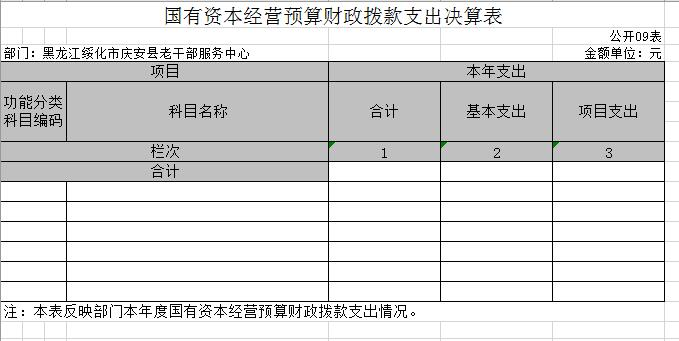 国有资本经营预算财政拨款支出决算表
公开09表
部门：黑龙江绥化市庆安县老干部服务中心 金额单位：元
项目 本年支出
功能分类科目编码 科目名称 合计 基本支出 项目支出
栏次 1 2 3
合计
注：本表反映部门本年度国有资本经营预算财政拨款支出情况。